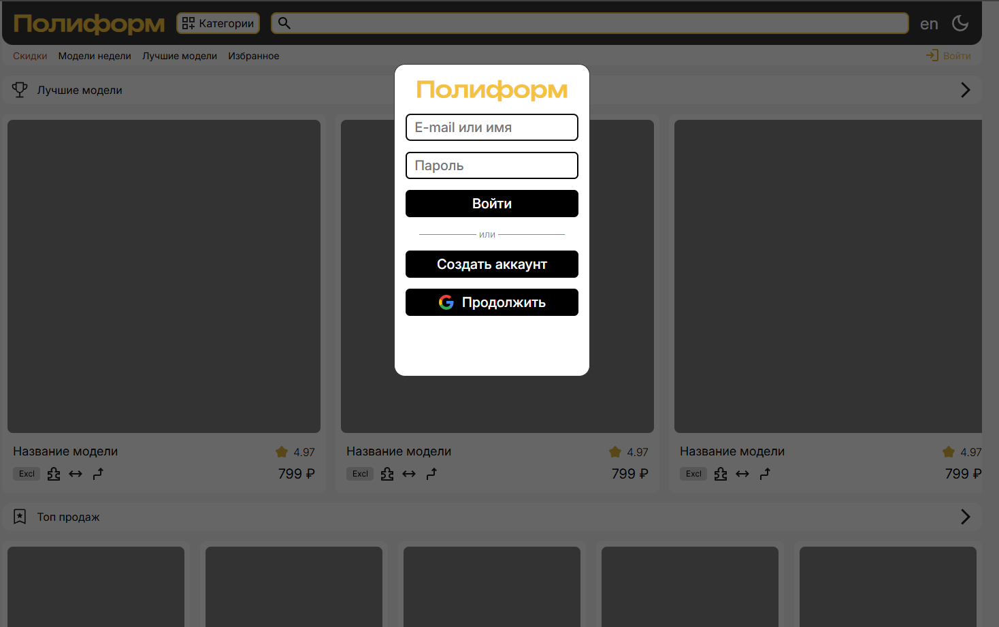 Полиформ Категории en
Скидки Модели недели Лучшие модели Избранное Войти
Лучшие модели
Полиформ
E-mail или имя
Пароль
Войти
или
Создать аккаунт
Продолжить
Название модели 4.97
Excl 799 ₽
Название модели 4.97
Excl 799 ₽
Название модели 4.97
Excl 799 ₽
Топ продаж